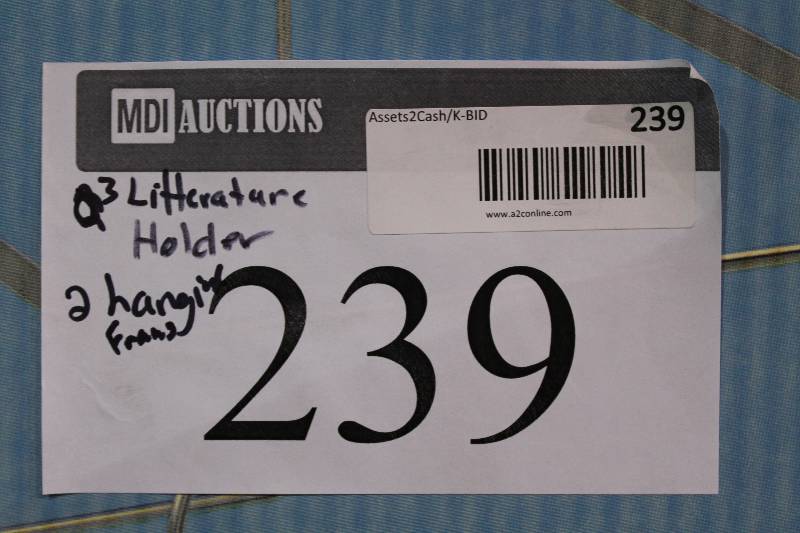 MDI AUCTIONS
Assets2Cash/K-BID 239
www.a2conline.com
3 Litterature
Holder
2 hanging
Frame
239